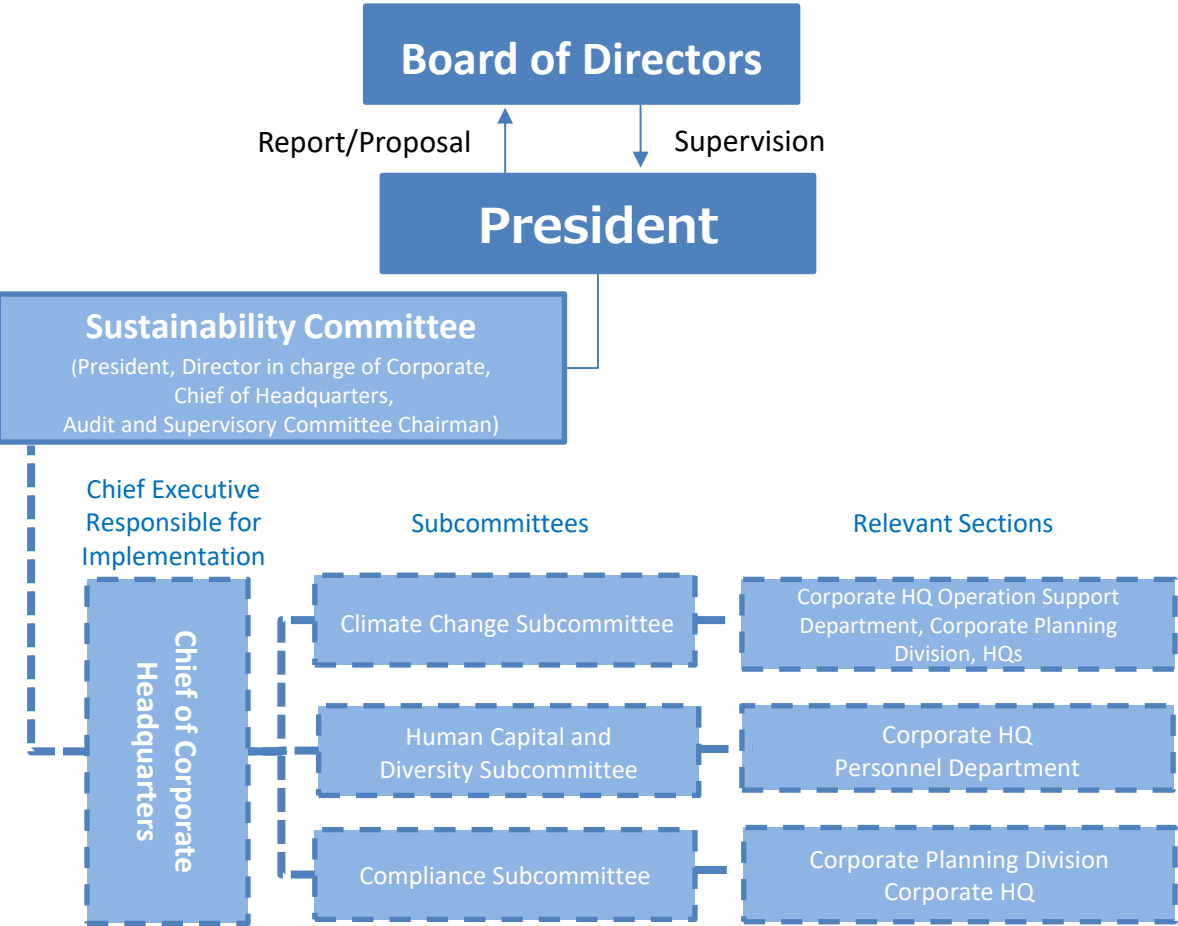 Board of Directors
Report/Proposal
Supervision
President
Sustainability Committee
(President, Director in charge of Corporate,
Chief of Headquarters,
Audit and Supervisory Committee Chairman)
Chief Executive
Responsible for
Implementation
Subcommittees
Relevant Sections
Chief of Corporate
Headquarters
Climate Change Subcommittee
Corporate HQ Operation Support
Department, Corporate Planning
Division, HQs
Human Capital and
Diversity Subcommittee
Corporate HQ
Personnel Department
Compliance Subcommittee
Corporate Planning Division
Corporate HQ